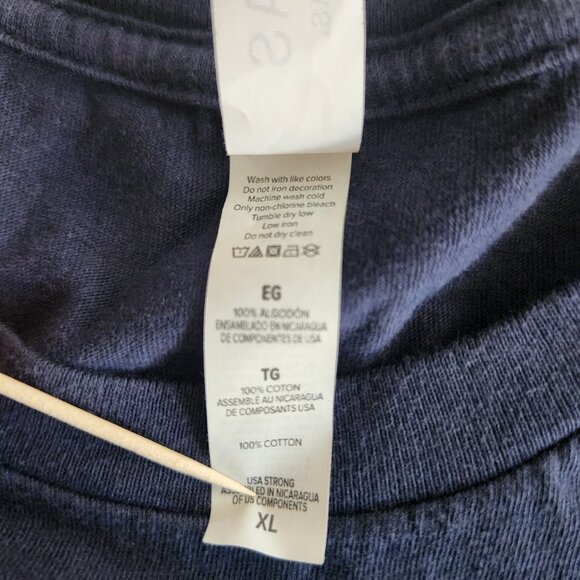 Wash with like colors
Do not iron decoration
Machine wash cold
Only non-chlorine bleach
Tumble dry low
Low iron
Do not dry clean
EG
100% ALGODÓN
ENSAMBLADO EN NICARAGUA
DE COMPONENTES DE USA
TG
100% COTON
ASSEMBLÉ AU NICARAGUA
DE COMPOSANTS USA
100% COTTON
USA STRONG
ASSEMBLED IN NICARAGUA
OF US COMPONENTS
XL